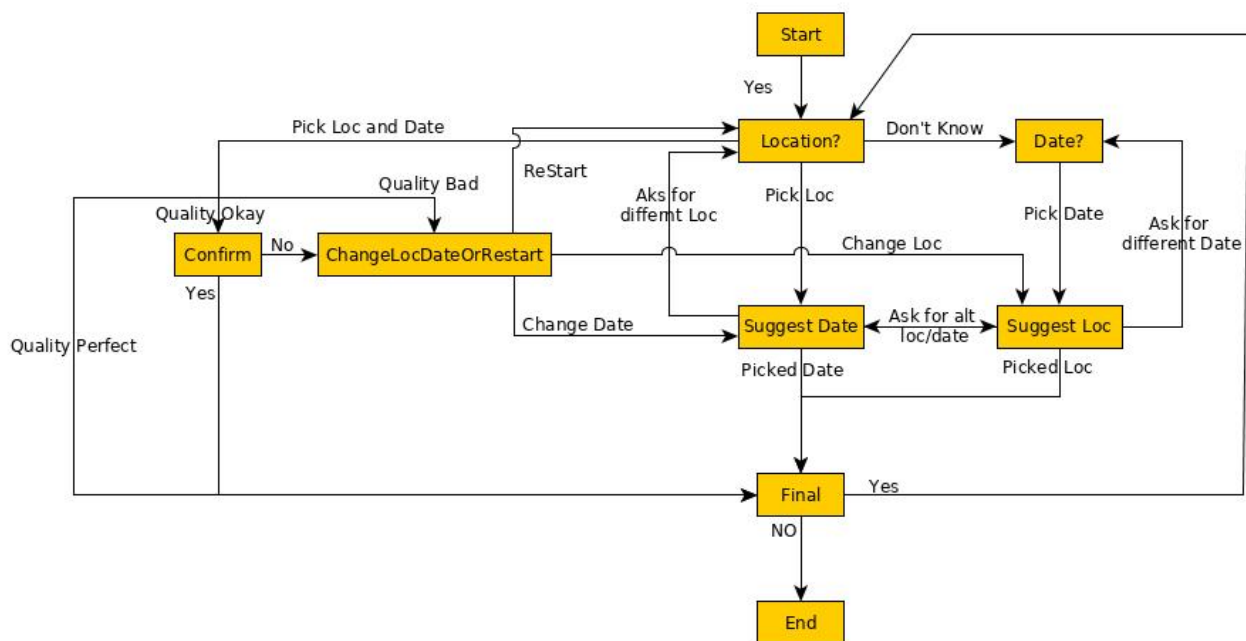 Start
Yes
Pick Loc and Date
Location?
Don't Know
Date?
ReStart
Quality Bad
Aks for
differnt Loc
Pick Loc
Pick Date
Ask for
different Date
Quality Okay
Confirm
No
ChangeLocDateOrRestart
Change Loc
Yes
Change Date
Suggest Date
Ask for alt
loc/date
Suggest Loc
Quality Perfect
Picked Date
Picked Loc
Final
Yes
NO
End